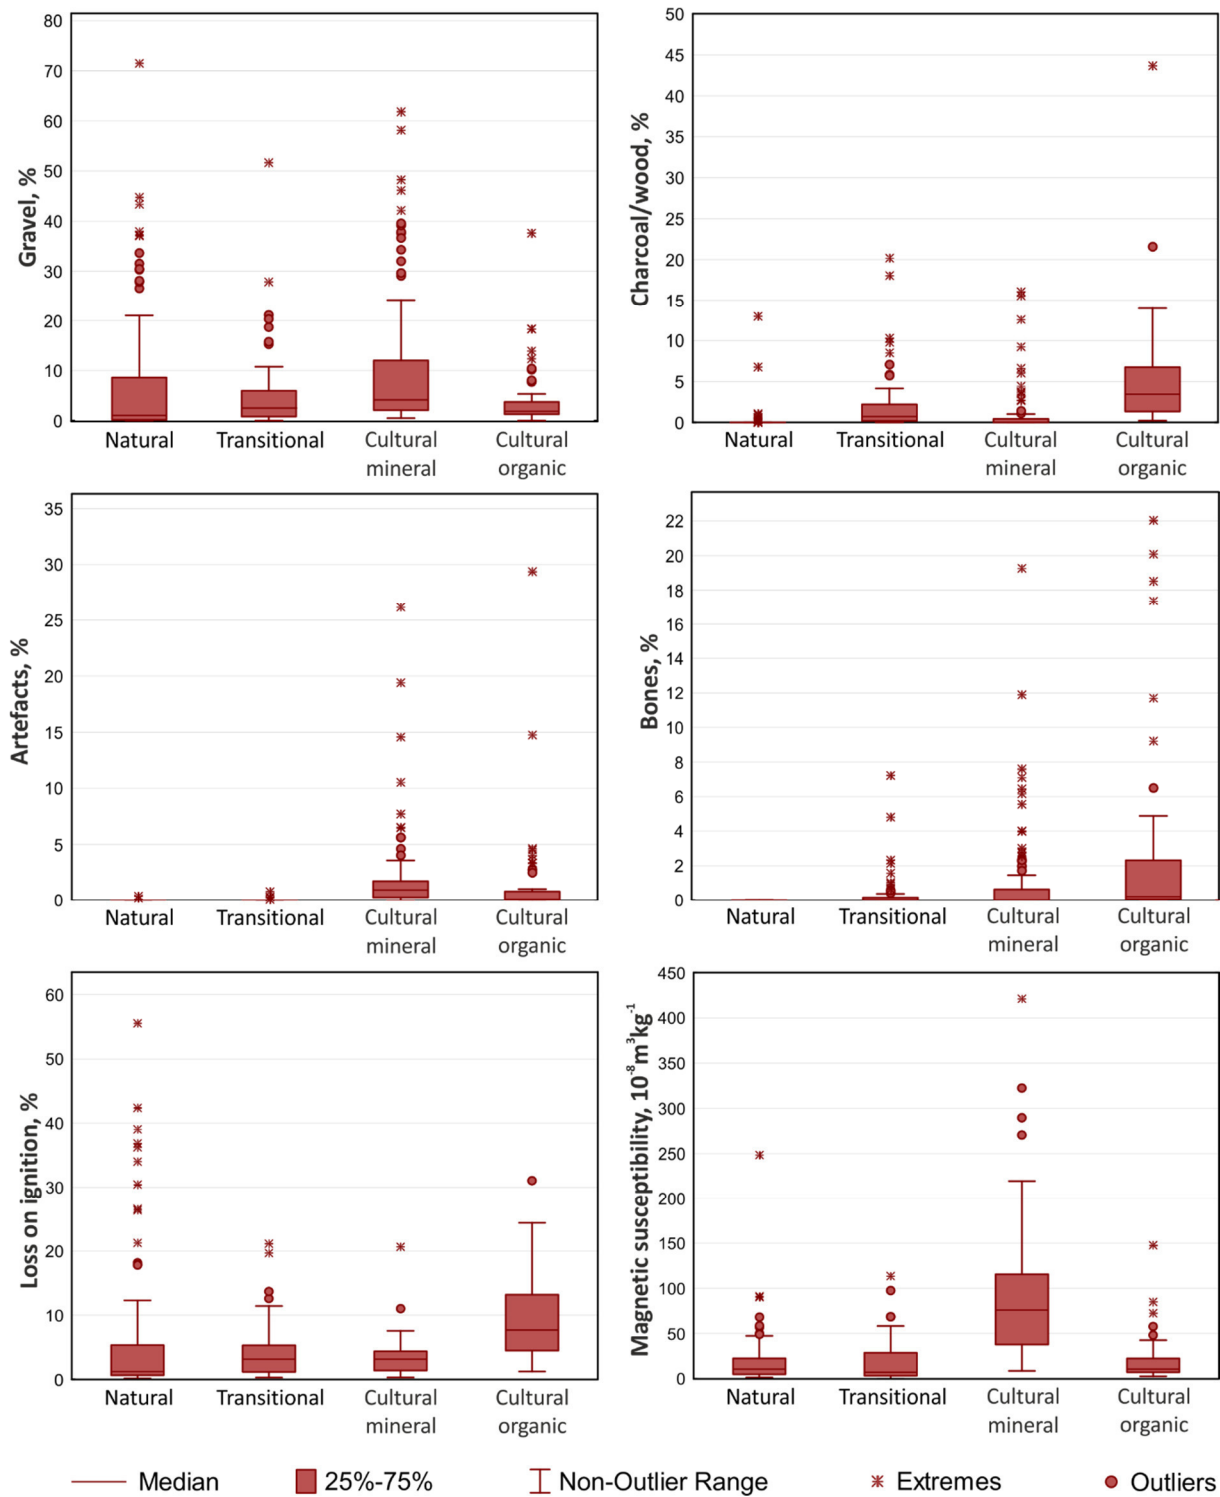 Gravel, %
80
70
60
50
40
30
20
10
0
Natural
Transitional
Cultural
mineral
Cultural
organic
Charcoal/wood, %
50
45
40
35
30
25
20
15
10
5
0
Natural
Transitional
Cultural
mineral
Cultural
organic
Artefacts, %
35
30
25
20
15
10
5
0
Natural
Transitional
Cultural
mineral
Cultural
organic
Bones, %
22
20
18
16
14
12
10
8
6
4
2
0
Natural
Transitional
Cultural
mineral
Cultural
organic
Loss on ignition, %
60
50
40
30
20
10
0
Natural
Transitional
Cultural
mineral
Cultural
organic
Magnetic susceptibility, 10⁻⁸m³kg⁻¹
450
400
350
300
250
200
150
100
50
0
Natural
Transitional
Cultural
mineral
Cultural
organic
Median
25%-75%
Non-Outlier Range
Extremes
Outliers